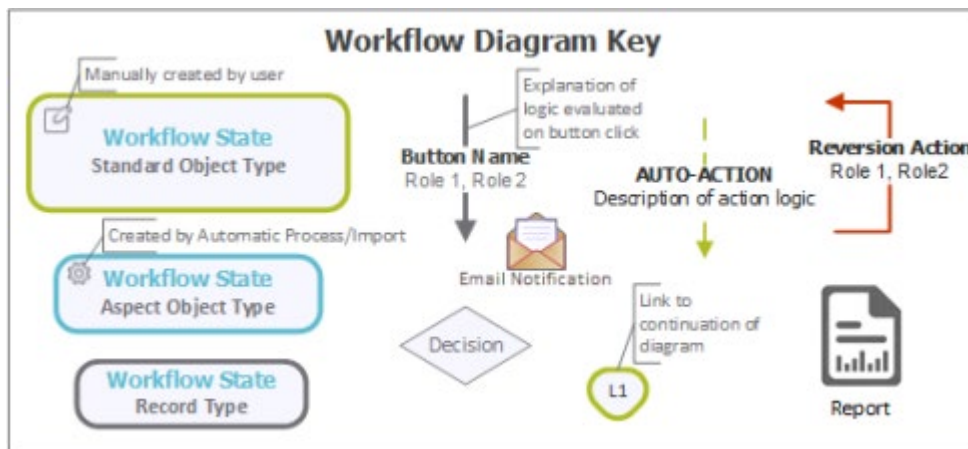 Workflow Diagram Key
Manually created by user
Workflow State
Standard Object Type
Created by Automatic Process/Import
Workflow State
Aspect Object Type
Workflow State
Record Type
Explanation of
logic evaluated
on button click
Button Name
Role 1, Role 2
Email Notification
Decision
AUTO-ACTION
Description of action logic
Link to
continuation of
diagram
L1
Reversion Action
Role 1, Role2
Report